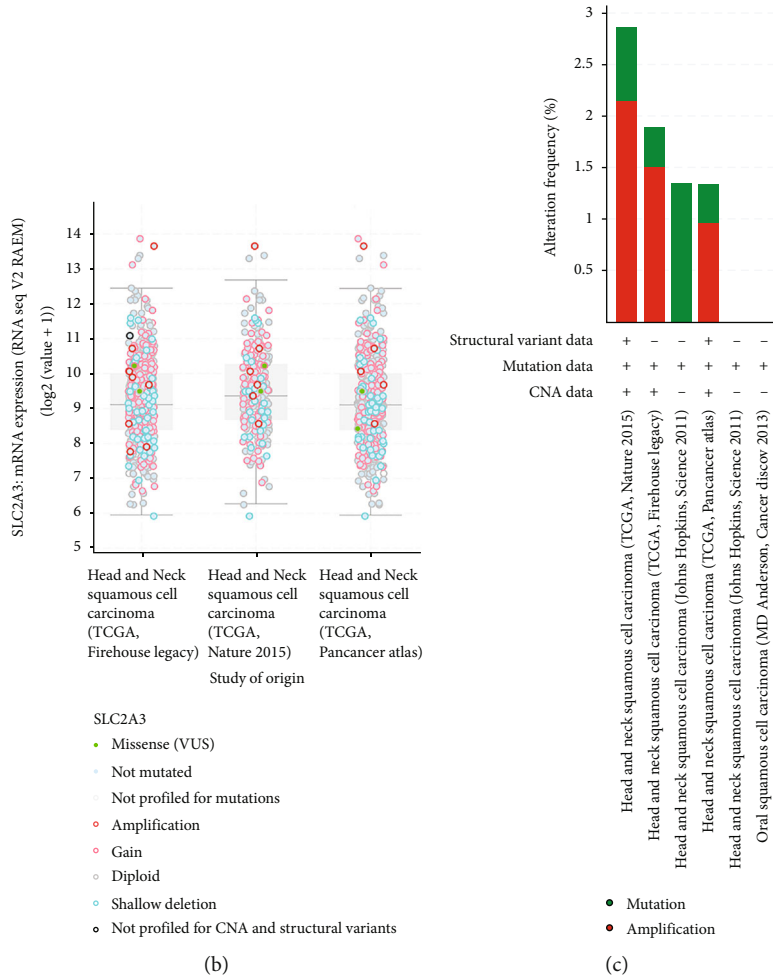 SLC2A3: mRNA expression (RNA seq V2 RAEM)
(log2 (value + 1)
14
13
12
11
10
9
8
7
6
5
Head and Neck
squamous cell
carcinoma
(TCGA,
Firehouse legacy)
Head and Neck
squamous cell
carcinoma
(TCGA,
Nature 2015)
Head and Neck
squamous cell
carcinoma
(TCGA,
Pancancer atlas)
Study of origin
SLC2A3
Missense (VUS)
Not mutated
Not profiled for mutations
Amplification
Gain
Diploid
Shallow deletion
Not profiled for CNA and structural variants
(b)
Alteration frequency (%)
3
2.5
2
1.5
1
0.5
Structural variant data + – – + – –
Mutation data + + + + + +
CNA data + + – + – –
Head and neck squamous cell carcinoma (TCGA, Nature 2015)
Head and neck squamous cell carcinoma (TCGA, Firehouse legacy)
Head and neck squamous cell carcinoma (Johns Hopkins, Science 2011)
Head and neck squamous cell carcinoma (TCGA, Pancancer atlas)
Head and neck squamous cell carcinoma (Johns Hopkins, Science 2011)
Oral squamous cell carcinoma (MD Anderson, Cancer discov 2013)
Mutation
Amplification
(c)